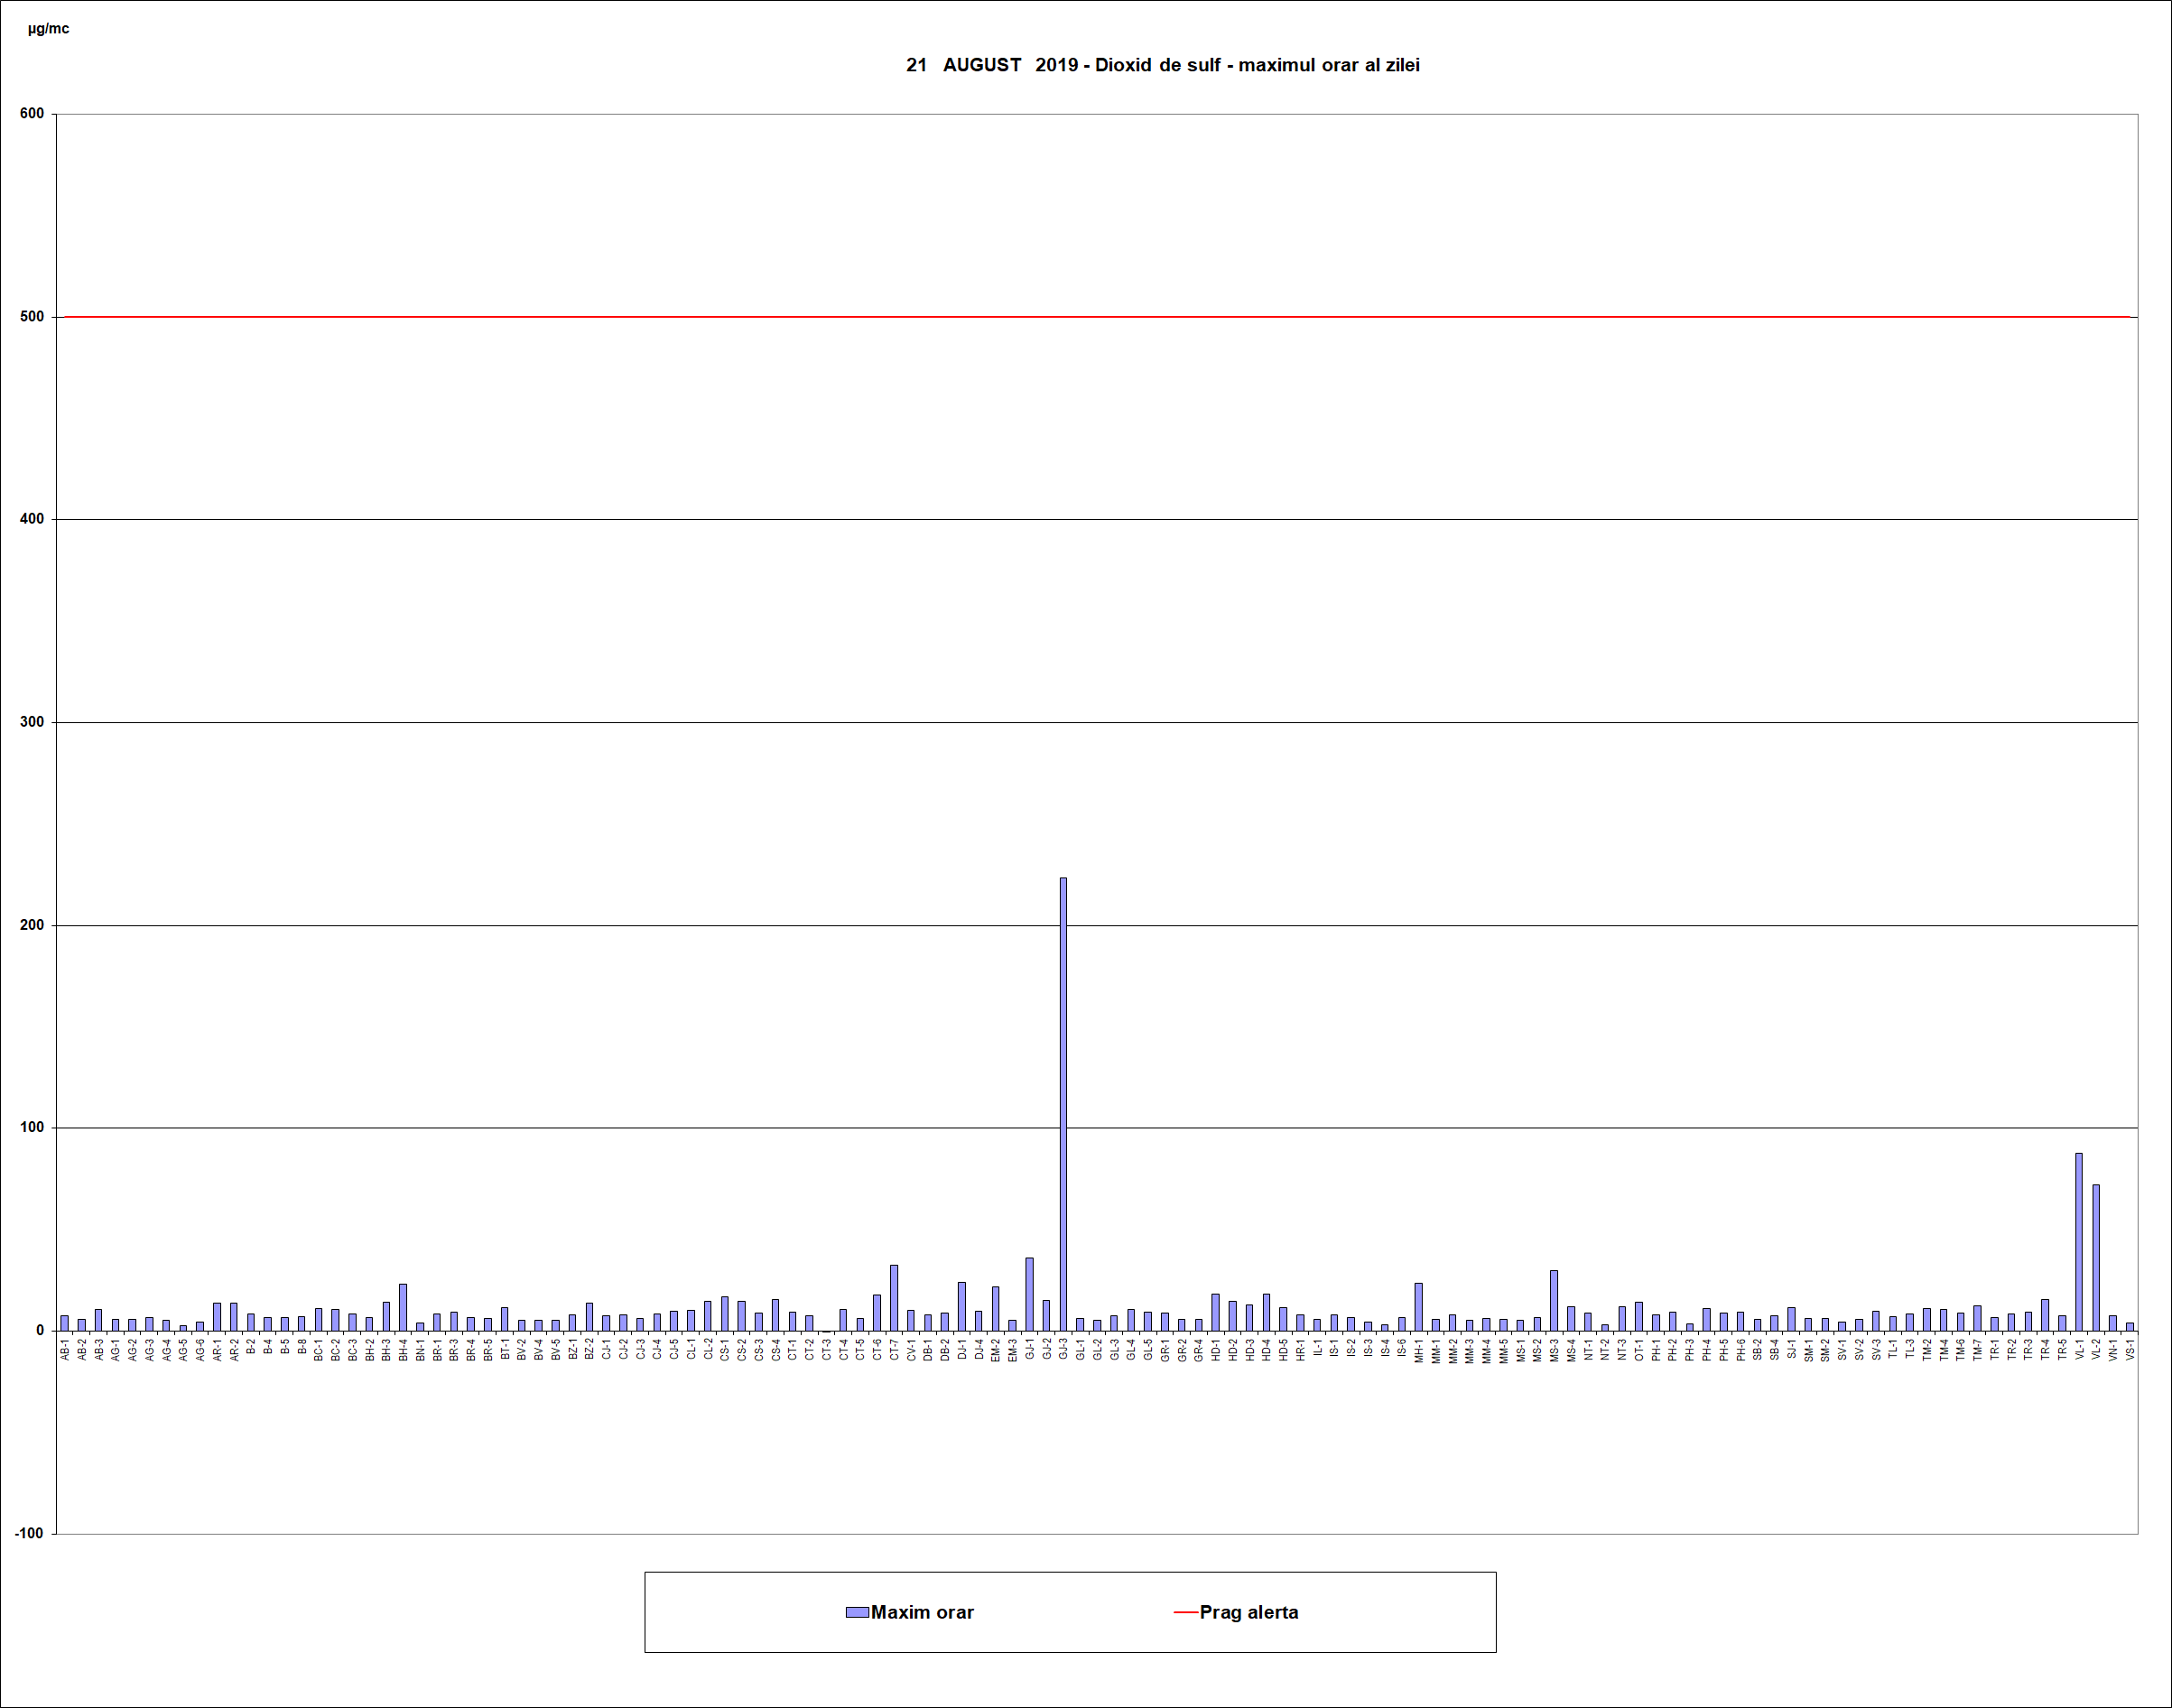 µg/mc
21 AUGUST 2019 - Dioxid de sulf - maximul orar al zilei
600
500
400
300
200
100
0
-100
AB-1
AB-2
AB-3
AG-1
AG-2
AG-3
AG-4
AG-5
AG-6
AR-1
AR-2
B-2
B-4
B-5
B-8
BC-1
BC-2
BC-3
BH-2
BH-3
BH-4
BN-1
BR-1
BR-3
BR-4
BR-5
BT-1
BV-2
BV-4
BV-5
BZ-1
BZ-2
CJ-1
CJ-2
CJ-3
CJ-4
CJ-5
CL-1
CL-2
CS-1
CS-2
CS-3
CS-4
CT-1
CT-2
CT-3
CT-4
CT-5
CT-6
CT-7
CV-1
DB-1
DB-2
DJ-1
DJ-4
EM-2
EM-3
GJ-1
GJ-2
GJ-3
GL-1
GL-2
GL-3
GL-4
GL-5
GR-1
GR-2
GR-4
HD-1
HD-2
HD-3
HD-4
HD-5
HR-1
IL-1
IS-1
IS-2
IS-3
IS-4
IS-6
MH-1
MM-1
MM-2
MM-3
MM-4
MM-5
MS-1
MS-2
MS-3
MS-4
NT-1
NT-2
NT-3
OT-1
PH-1
PH-2
PH-3
PH-4
PH-5
PH-6
SB-2
SB-4
SJ-1
SM-1
SM-2
SV-1
SV-2
SV-3
TL-1
TL-3
TM-2
TM-4
TM-6
TM-7
TR-1
TR-2
TR-3
TR-4
TR-5
VL-1
VL-2
VN-1
VS-1
Maxim orar
Prag alerta